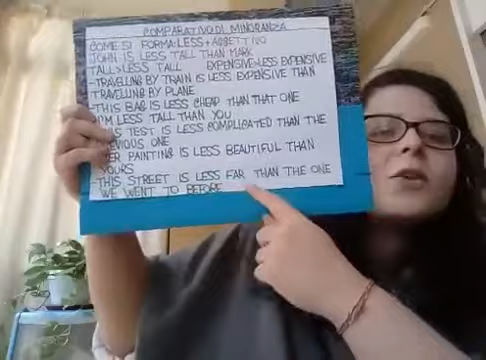 COMPARATIVO DI MINORANZA
COME SI FORMA: LESS + AGGETTIVO
JOHN IS LESS TALL THAN MARK
TALL>LESS TALL EXPENSIVE>LESS EXPENSIVE
-TRAVELLING BY TRAIN IS LESS EXPENSIVE THAN
TRAVELLING BY PLANE
-THIS BAG IS LESS CHEAP THAN THAT ONE
I'M LESS TALL THAN YOU
TEST IS LESS COMPLICATED THAN THE
ONE
PAINTING IS LESS BEAUTIFUL THAN
YOURS
-THIS STREET IS LESS FAR THAN THE ONE
WE WENT TO BEFORE